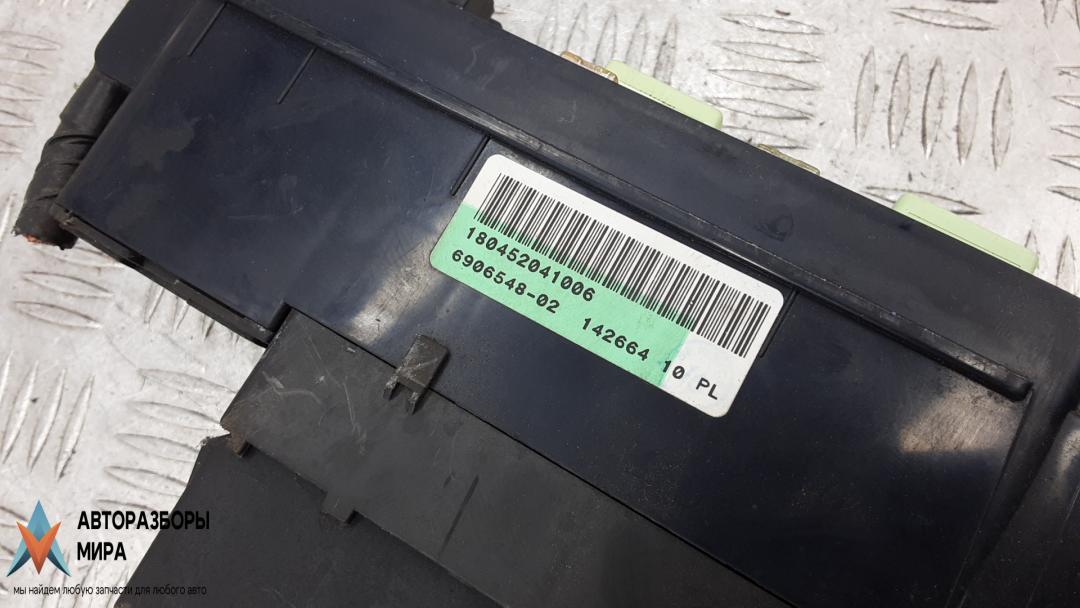 180452041006
6906548-02 142664 10 PL
АВТОРАЗБОРЫ
МИРА
мы найдем любую запчасти для любого авто